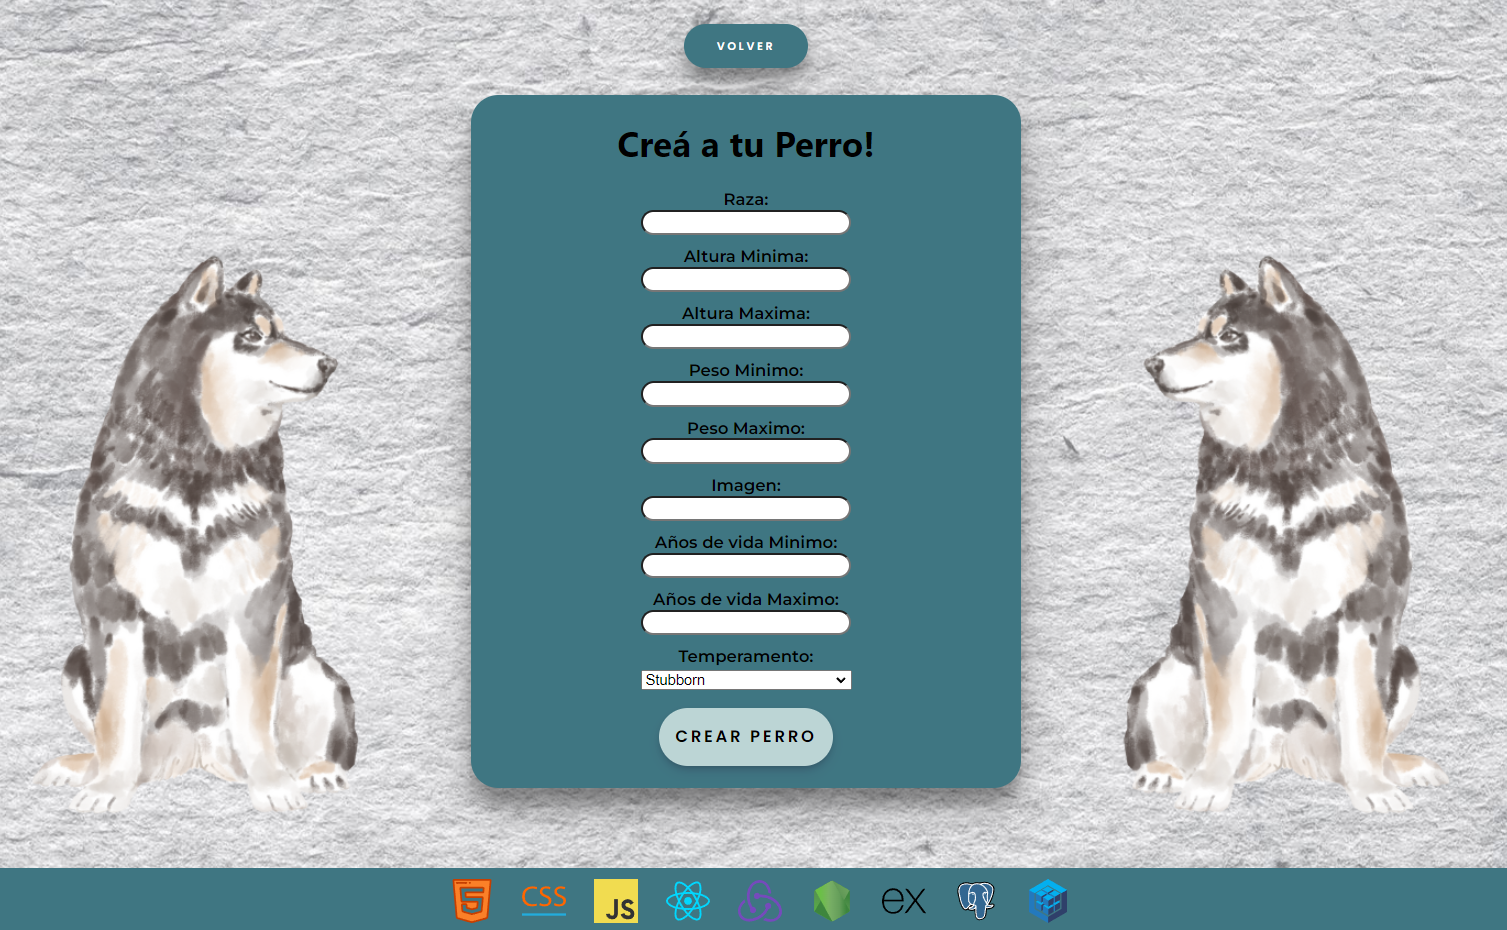 VOLVER
Creá a tu Perro!
Raza:
Altura Minima:
Altura Maxima:
Peso Minimo:
Peso Maximo:
Imagen:
Años de vida Minimo:
Años de vida Maximo:
Temperamento:
Stubborn
CREAR PERRO
5 CSS JS ex